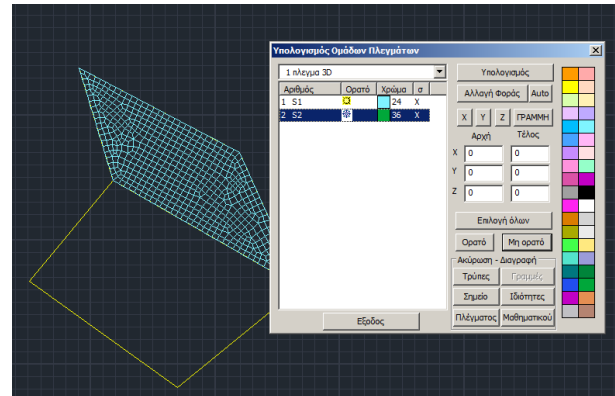 Υπολογισμός Ομάδων Πλεγμάτων
1 πλεγμα 3D
Υπολογισμός
Αριθμός Ορατό Χρώμα σ
Αλλαγή Φοράς Auto
1 S1 24 X
2 S2 36 X
X Y Z ΓΡΑΜΜΗ
Αρχή Τέλος
X 0 0
Y 0 0
Z 0 0
Επιλογή όλων
Ορατό Μη ορατό
Ακύρωση - Διαγραφή
Τρύπες Γραμμές
Σημείο Ιδιότητες
Πλέγματος Μαθηματικού
Εξοδος